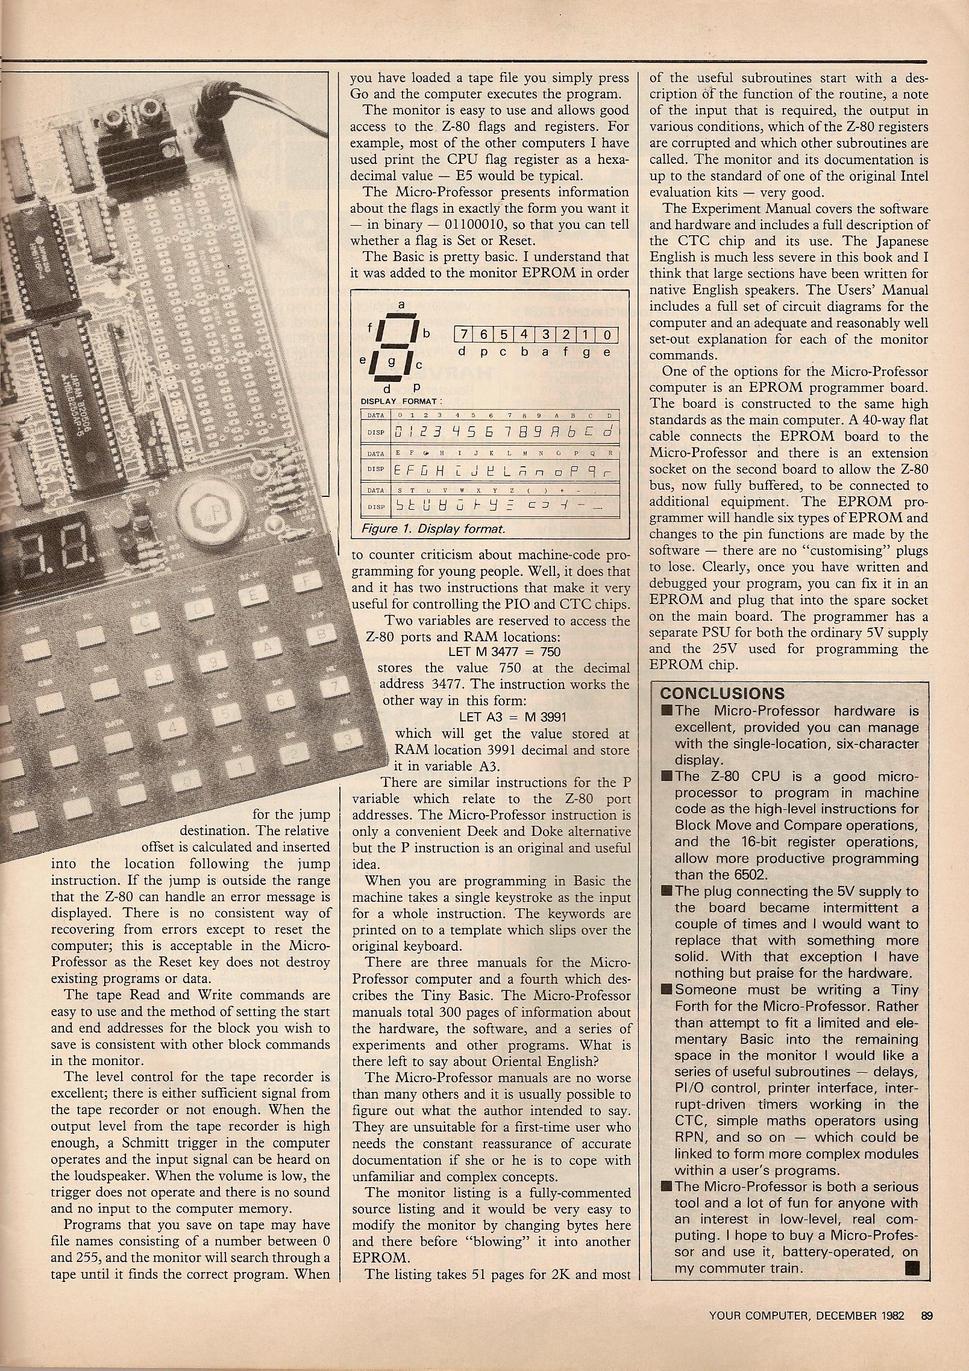 for the jump
destination. The relative
offset is calculated and inserted
into the location following the jump
instruction. If the jump is outside the range
that the Z-80 can handle an error message is
displayed. There is no consistent way of
recovering from errors except to reset the
computer; this is acceptable in the Micro-
Professor as the Reset key does not destroy
existing programs or data.
The tape Read and Write commands are
easy to use and the method of setting the start
and end addresses for the block you wish to
save is consistent with other block commands
in the monitor.
The level control for the tape recorder is
excellent; there is either sufficient signal from
the tape recorder or not enough. When the
output level from the tape recorder is high
enough, a Schmitt trigger in the computer
operates and the input signal can be heard on
the loudspeaker. When the volume is low, the
trigger does not operate and there is no sound
and no input to the computer memory.
Programs that you save on tape may have
file names consisting of a number between 0
and 255, and the monitor will search through a
tape until it finds the correct program. When
you have loaded a tape file you simply press
Go and the computer executes the program.
The monitor is easy to use and allows good
access to the Z-80 flags and registers. For
example, most of the other computers I have
used print the CPU flag register as a hexa-
decimal value — E5 would be typical.
The Micro-Professor presents information
about the flags in exactly the form you want it
— in binary — 01100010, so that you can tell
whether a flag is Set or Reset.
The Basic is pretty basic. I understand that
it was added to the monitor EPROM in order
a
f b
7 6 5 4 3 2 1 0
d p c b a f g e
e g c
d p
DISPLAY FORMAT :
DATA 0 1 2 3 4 5 6 7 8 9 A B C D
DISP 0 1 2 3 4 5 6 7 8 9 A b C d
DATA E F G H I J K L M N O P Q R
DISP
DATA S T U V W X Y Z ( ) + - .
DISP
Figure 1. Display format.
to counter criticism about machine-code pro-
gramming for young people. Well, it does that
and it has two instructions that make it very
useful for controlling the PIO and CTC chips.
Two variables are reserved to access the
Z-80 ports and RAM locations:
LET M 3477 = 750
stores the value 750 at the decimal
address 3477. The instruction works the
other way in this form:
LET A3 = M 3991
which will get the value stored at
RAM location 3991 decimal and store
it in variable A3.
There are similar instructions for the P
variable which relate to the Z-80 port
addresses. The Micro-Professor instruction is
only a convenient Deek and Doke alternative
but the P instruction is an original and useful
idea.
When you are programming in Basic the
machine takes a single keystroke as the input
for a whole instruction. The keywords are
printed on to a template which slips over the
original keyboard.
There are three manuals for the Micro-
Professor computer and a fourth which des-
cribes the Tiny Basic. The Micro-Professor
manuals total 300 pages of information about
the hardware, the software, and a series of
experiments and other programs. What is
there left to say about Oriental English?
The Micro-Professor manuals are no worse
than many others and it is usually possible to
figure out what the author intended to say.
They are unsuitable for a first-time user who
needs the constant reassurance of accurate
documentation if she or he is to cope with
unfamiliar and complex concepts.
The monitor listing is a fully-commented
source listing and it would be very easy to
modify the monitor by changing bytes here
and there before “blowing” it into another
EPROM.
The listing takes 51 pages for 2K and most
of the useful subroutines start with a des-
cription of the function of the routine, a note
of the input that is required, the output in
various conditions, which of the Z-80 registers
are corrupted and which other subroutines are
called. The monitor and its documentation is
up to the standard of one of the original Intel
evaluation kits — very good.
The Experiment Manual covers the software
and hardware and includes a full description of
the CTC chip and its use. The Japanese
English is much less severe in this book and I
think that large sections have been written for
native English speakers. The Users’ Manual
includes a full set of circuit diagrams for the
computer and an adequate and reasonably well
set-out explanation for each of the monitor
commands.
One of the options for the Micro-Professor
computer is an EPROM programmer board.
The board is constructed to the same high
standards as the main computer. A 40-way flat
cable connects the EPROM board to the
Micro-Professor and there is an extension
socket on the second board to allow the Z-80
bus, now fully buffered, to be connected to
additional equipment. The EPROM pro-
grammer will handle six types of EPROM and
changes to the pin functions are made by the
software — there are no “customising” plugs
to lose. Clearly, once you have written and
debugged your program, you can fix it in an
EPROM and plug that into the spare socket
on the main board. The programmer has a
separate PSU for both the ordinary 5V supply
and the 25V used for programming the
EPROM chip.
CONCLUSIONS
■The Micro-Professor hardware is
excellent, provided you can manage
with the single-location, six-character
display.
■The Z-80 CPU is a good micro-
processor to program in machine
code as the high-level instructions for
Block Move and Compare operations,
and the 16-bit register operations,
allow more productive programming
than the 6502.
■The plug connecting the 5V supply to
the board became intermittent a
couple of times and I would want to
replace that with something more
solid. With that exception I have
nothing but praise for the hardware.
■Someone must be writing a Tiny
Forth for the Micro-Professor. Rather
than attempt to fit a limited and ele-
mentary Basic into the remaining
space in the monitor I would like a
series of useful subroutines — delays,
PI/O control, printer interface, inter-
rupt-driven timers working in the
CTC, simple maths operators using
RPN, and so on — which could be
linked to form more complex modules
within a user’s programs.
■The Micro-Professor is both a serious
tool and a lot of fun for anyone with
an interest in low-level, real com-
puting. I hope to buy a Micro-Profes-
sor and use it, battery-operated, on
my commuter train. ■
YOUR COMPUTER, DECEMBER 1982 89